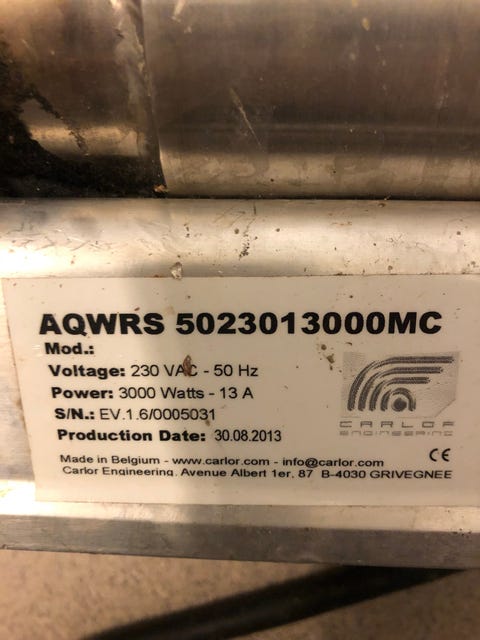 AQWRS 5023013000MC
Mod.:
Voltage: 230 VAC - 50 Hz
Power: 3000 Watts - 13 A
S/N.: EV.1.6/0005031
Production Date: 30.08.2013
CARLOR
ENGINEERING
Made in Belgium - www.carlor.com - info@carlor.com
Carlor Engineering. Avenue Albert 1er, 87 B-4030 GRIVEGNEE
CE